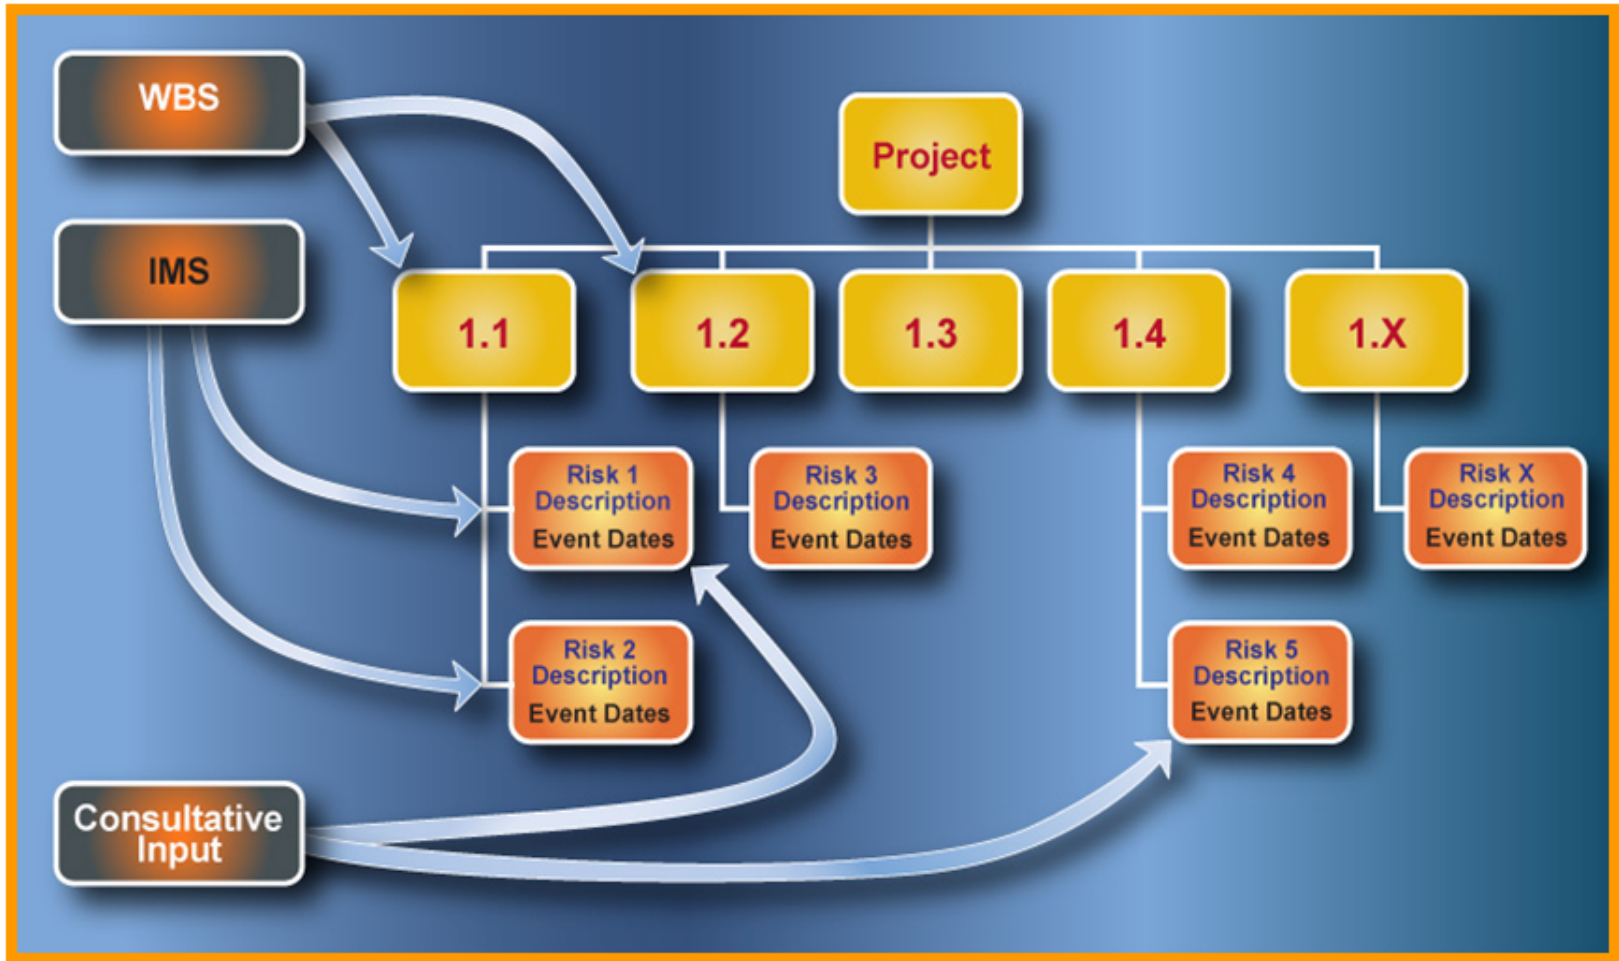 WBS
Project
IMS
1.1
1.2
1.3
1.4
1.X
Risk 1
Description
Event Dates
Risk 3
Description
Event Dates
Risk 4
Description
Event Dates
Risk X
Description
Event Dates
Risk 2
Description
Event Dates
Risk 5
Description
Event Dates
Consultative
Input